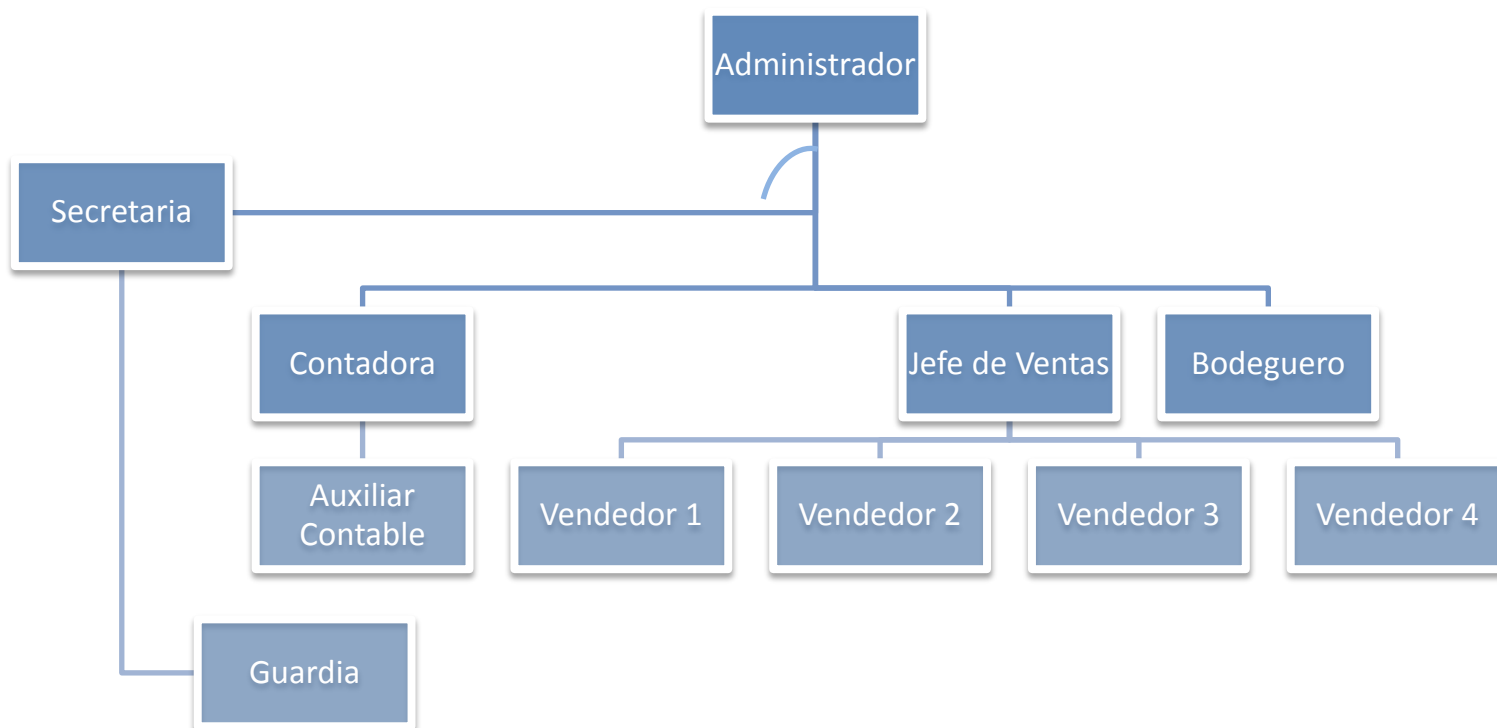 Administrador
Secretaria
Contadora
Jefe de Ventas
Bodeguero
Auxiliar
Contable
Vendedor 1
Vendedor 2
Vendedor 3
Vendedor 4
Guardia